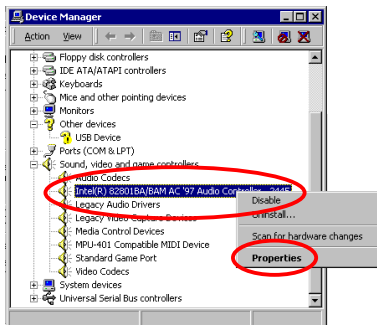 Device Manager
Action View
Floppy disk controllers
IDE ATA/ATAPI controllers
Keyboards
Mice and other pointing devices
Monitors
Other devices
USB Device
Ports (COM & LPT)
Sound, video and game controllers
Audio Codecs
Intel(R) 82801BA/BAM AC '97 Audio Controller - 2445
Legacy Audio Drivers
Legacy Video Capture Devices
Media Control Devices
MPU-401 Compatible MIDI Device
Standard Game Port
Video Codecs
System devices
Universal Serial Bus controllers
Disable
Uninstall...
Scan for hardware changes
Properties